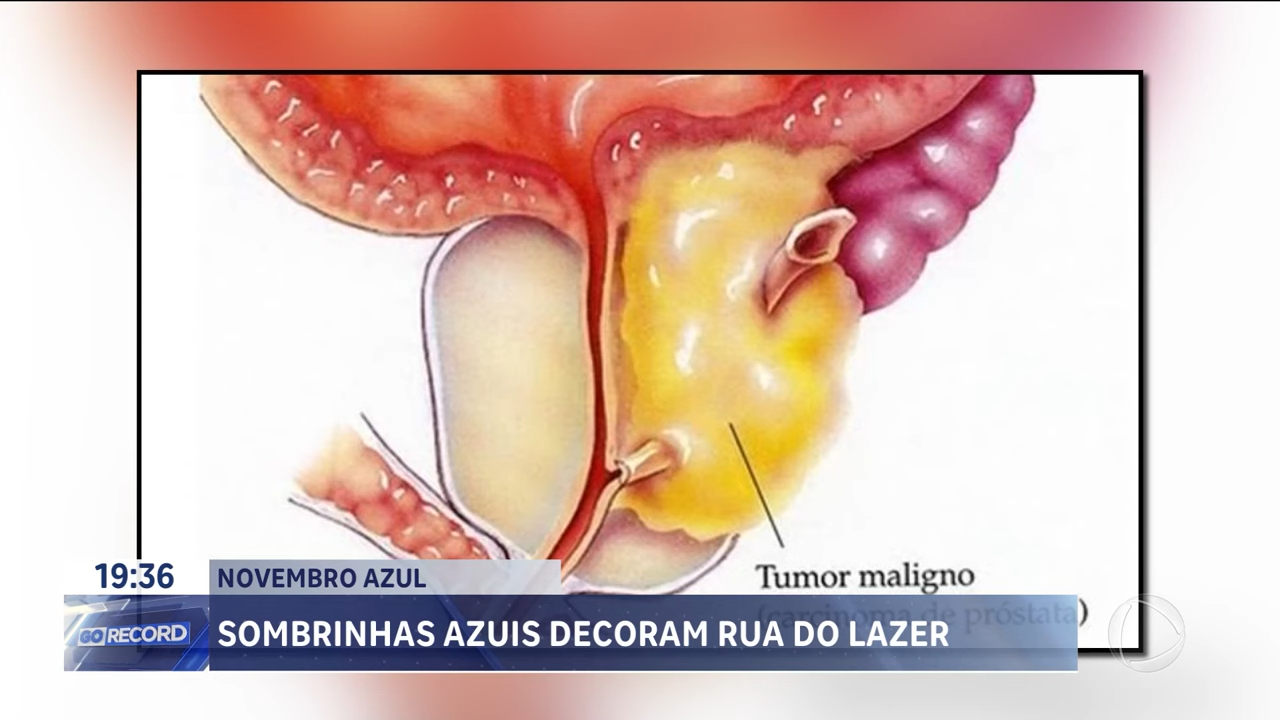 Tumor maligno
(carcinoma de próstata)
19:36
NOVEMBRO AZUL
GO RECORD
SOMBRINHAS AZUIS DECORAM RUA DO LAZER